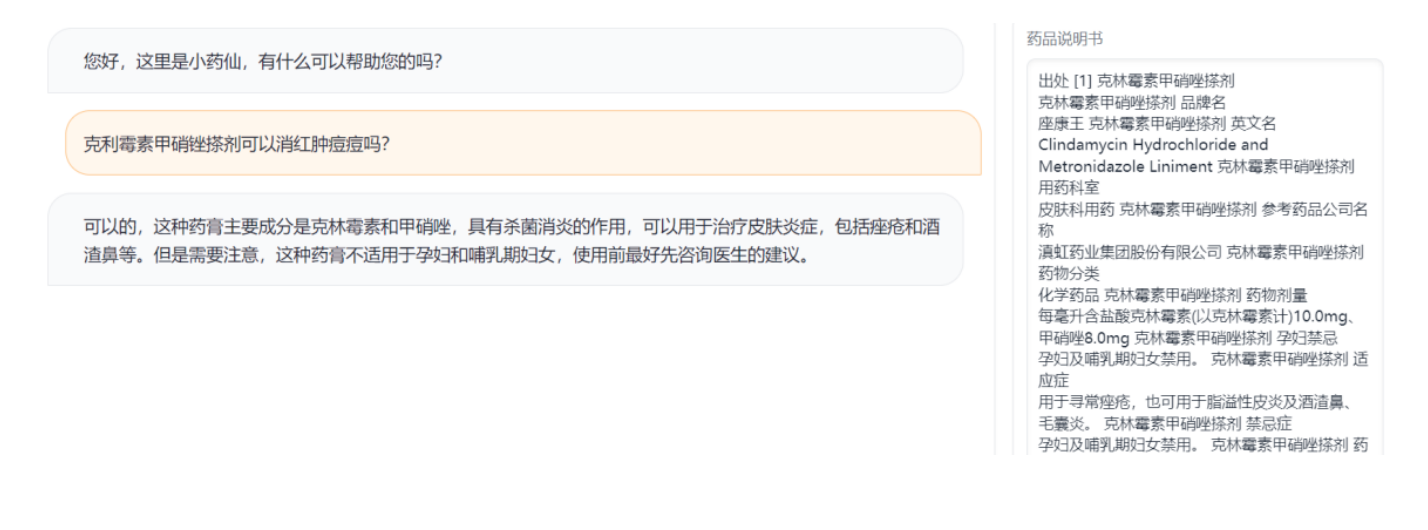 您好，这里是小药仙，有什么可以帮助您的吗？
克利霉素甲硝锉搽剂可以消红肿痘痘吗？
可以的，这种药膏主要成分是克林霉素和甲硝唑，具有杀菌消炎的作用，可以用于治疗皮肤炎症，包括痤疮和酒
渣鼻等。但是需要注意，这种药膏不适用于孕妇和哺乳期妇女，使用前最好先咨询医生的建议。
药品说明书
出处 [1] 克林霉素甲硝唑搽剂
克林霉素甲硝唑搽剂 品牌名
座康王 克林霉素甲硝唑搽剂 英文名
Clindamycin Hydrochloride and
Metronidazole Liniment 克林霉素甲硝唑搽剂
用药科室
皮肤科用药 克林霉素甲硝唑搽剂 参考药品公司名
称
滇虹药业集团股份有限公司 克林霉素甲硝唑搽剂
药物分类
化学药品 克林霉素甲硝唑搽剂 药物剂量
每毫升含盐酸克林霉素(以克林霉素计)10.0mg、
甲硝唑8.0mg 克林霉素甲硝唑搽剂 孕妇禁忌
孕妇及哺乳期妇女禁用。 克林霉素甲硝唑搽剂 适
应症
用于寻常痤疮，也可用于脂溢性皮炎及酒渣鼻、
毛囊炎。 克林霉素甲硝唑搽剂 禁忌症
孕妇及哺乳期妇女禁用。 克林霉素甲硝唑搽剂 药